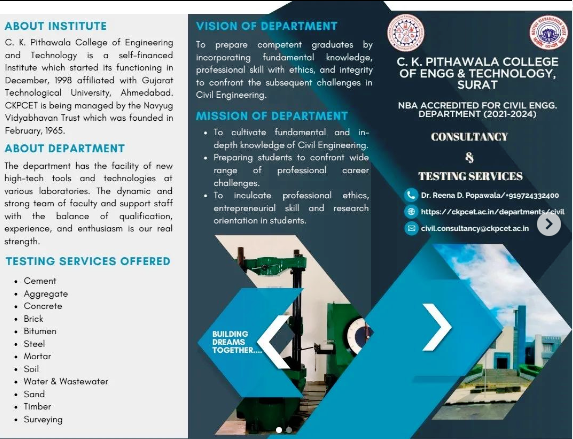 ABOUT INSTITUTE
C. K. Pithawala College of Engineering
and Technology is a self-financed
Institute which started its functioning in
December, 1998 affiliated with Gujarat
Technological University, Ahmedabad.
CKPCET is being managed by the Navyug
Vidyabhavan Trust which was founded in
February, 1965.
ABOUT DEPARTMENT
The department has the facility of new
high-tech tools and technologies at
various laboratories. The dynamic and
strong team of faculty and support staff
with the balance of qualification,
experience, and enthusiasm is our real
strength.
TESTING SERVICES OFFERED
• Cement
• Aggregate
• Concrete
• Brick
• Bitumen
• Steel
• Mortar
• Soil
• Water & Wastewater
• Sand
• Timber
• Surveying
VISION OF DEPARTMENT
To prepare competent graduates by
incorporating fundamental knowledge,
professional skill with ethics, and integrity
to confront the subsequent challenges in
Civil Engineering.
MISSION OF DEPARTMENT
• To cultivate fundamental and in-
depth knowledge of Civil Engineering.
• Preparing students to confront wide
range of professional career
challenges.
• To inculcate professional ethics,
entrepreneurial skill and research
orientation in students.
BUILDING
DREAMS
TOGETHER....
C. K. PITHAWALA COLLEGE
OF ENGG & TECHNOLOGY,
SURAT
NBA ACCREDITED FOR CIVIL ENGG.
DEPARTMENT (2021-2024)
CONSULTANCY
&
TESTING SERVICES
Dr. Reena D. Popawala/+919724332400
https://ckpcet.ac.in/departments/civil
civil.consultancy@ckpcet.ac.in